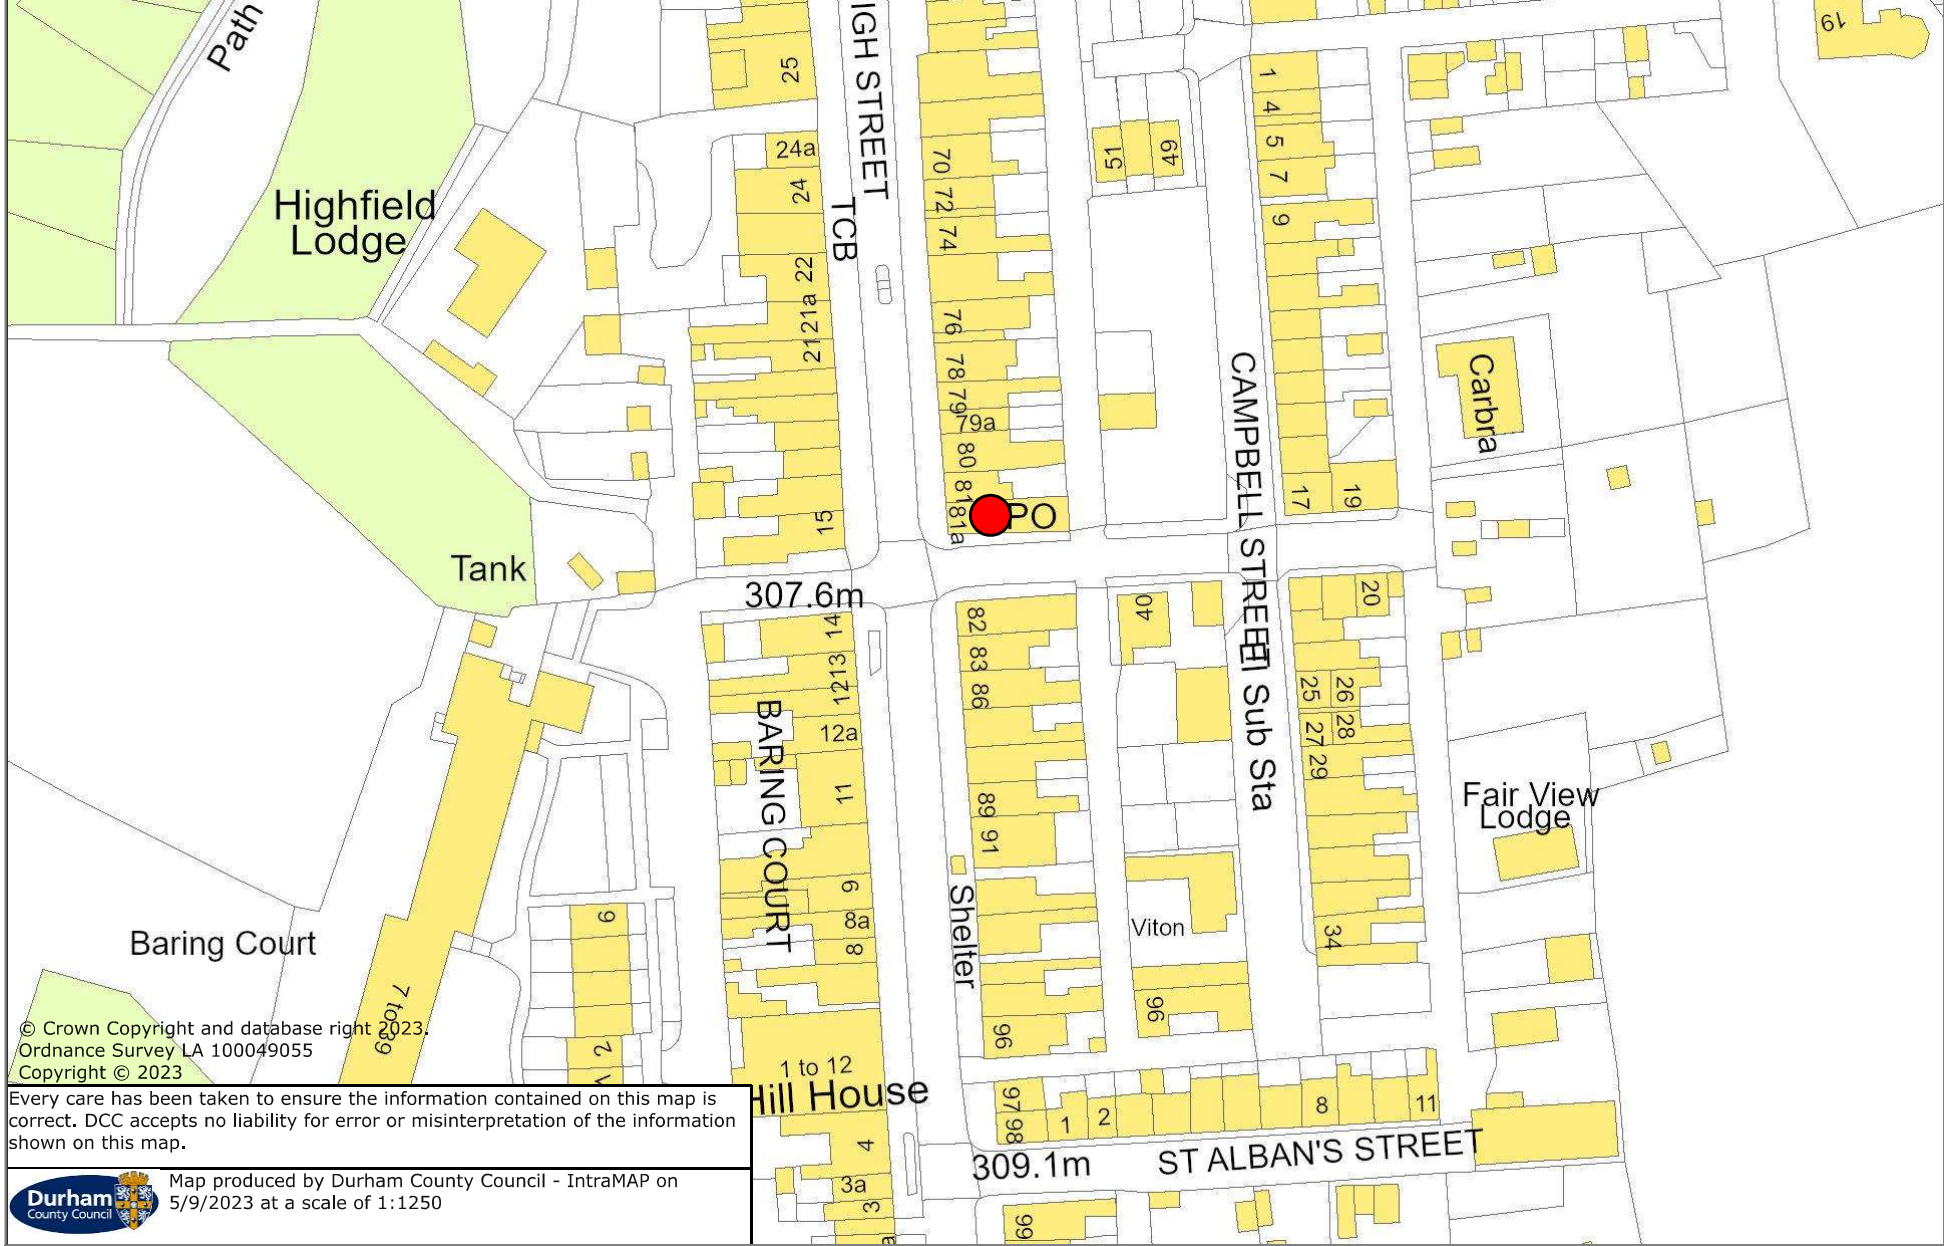 Path
IGH STREET
25
19
1
4
5
7
9
24a
24
TCB
70
72
74
51
49
Highfield
Lodge
22
21a
21
76
78
79
79a
80
81
81a
PO
15
CAMPBELL STREET
Carbra
17
19
Tank
307.6m
14
13
12
82
83
86
40
20
El Sub Sta
25
26
27
28
29
BARING COURT
12a
11
89
91
Fair View
Lodge
Shelter
9
8a
8
Viton
34
Baring Court
7 to
39
6
2
96
96
1 to 12
Hill House
97
98
1
2
8
11
ST ALBAN'S STREET
309.1m
4
3a
3
99
© Crown Copyright and database right 2023.
Ordnance Survey LA 100049055
Copyright © 2023
Every care has been taken to ensure the information contained on this map is
correct. DCC accepts no liability for error or misinterpretation of the information
shown on this map.
Durham
County Council
Map produced by Durham County Council - IntraMAP on
5/9/2023 at a scale of 1:1250